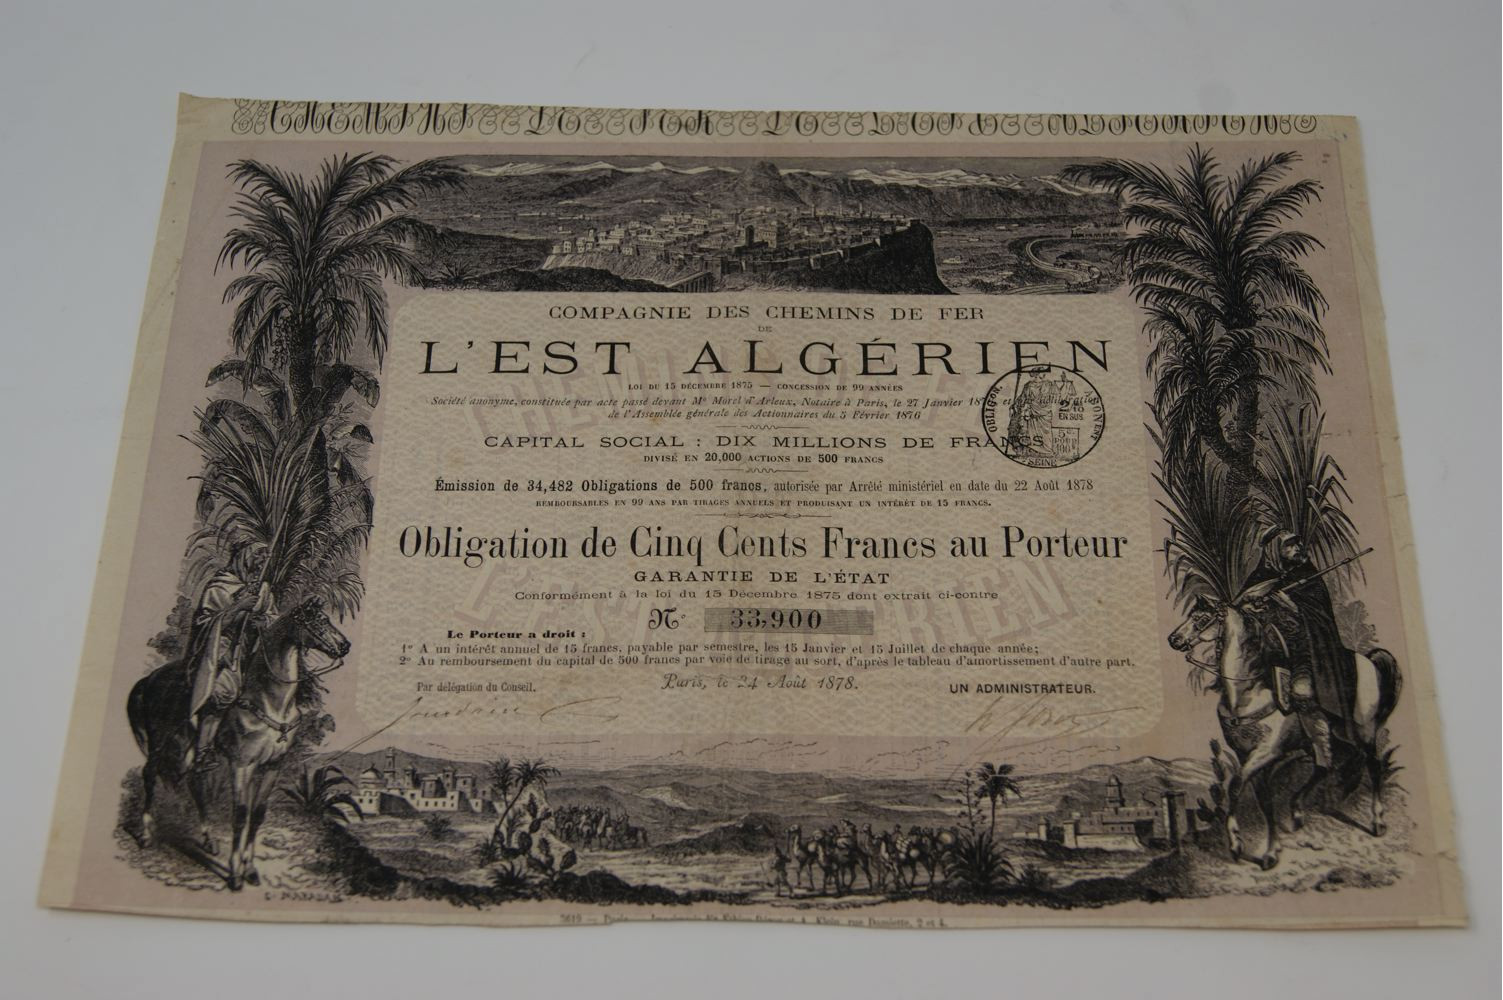 COMPAGNIE DES CHEMINS DE FER
DE
L'EST ALGÉRIEN
LOI DU 15 DÉCEMBRE 1875 — CONCESSION DE 99 ANNÉES
Société anonyme, constituée par acte passé devant Me Morel d'Arleux, Notaire à Paris, le 27 Janvier et par délibération
de l'Assemblée générale des Actionnaires du 5 Février 1876
CAPITAL SOCIAL : DIX MILLIONS DE FRANCS
DIVISÉ EN 20,000 ACTIONS DE 500 FRANCS
Émission de 34,482 Obligations de 500 francs, autorisée par Arrêté ministériel en date du 22 Août 1878
REMBOURSABLES EN 99 ANS PAR TIRAGES ANNUELS ET PRODUISANT UN INTÉRÊT DE 15 FRANCS.
Obligation de Cinq Cents Francs au Porteur
GARANTIE DE L'ÉTAT
Conformément à la loi du 15 Décembre 1875 dont extrait ci-contre
No 33,900
Le Porteur a droit :
1o A un intérêt annuel de 15 francs, payable par semestre, les 15 Janvier et 15 Juillet de chaque année;
2o Au remboursement du capital de 500 francs par voie de tirage au sort, d'après le tableau d'amortissement d'autre part.
Paris, le 24 Août 1878.
Par délégation du Conseil.
UN ADMINISTRATEUR.
OBLIGon.
EN SUS
SEINE